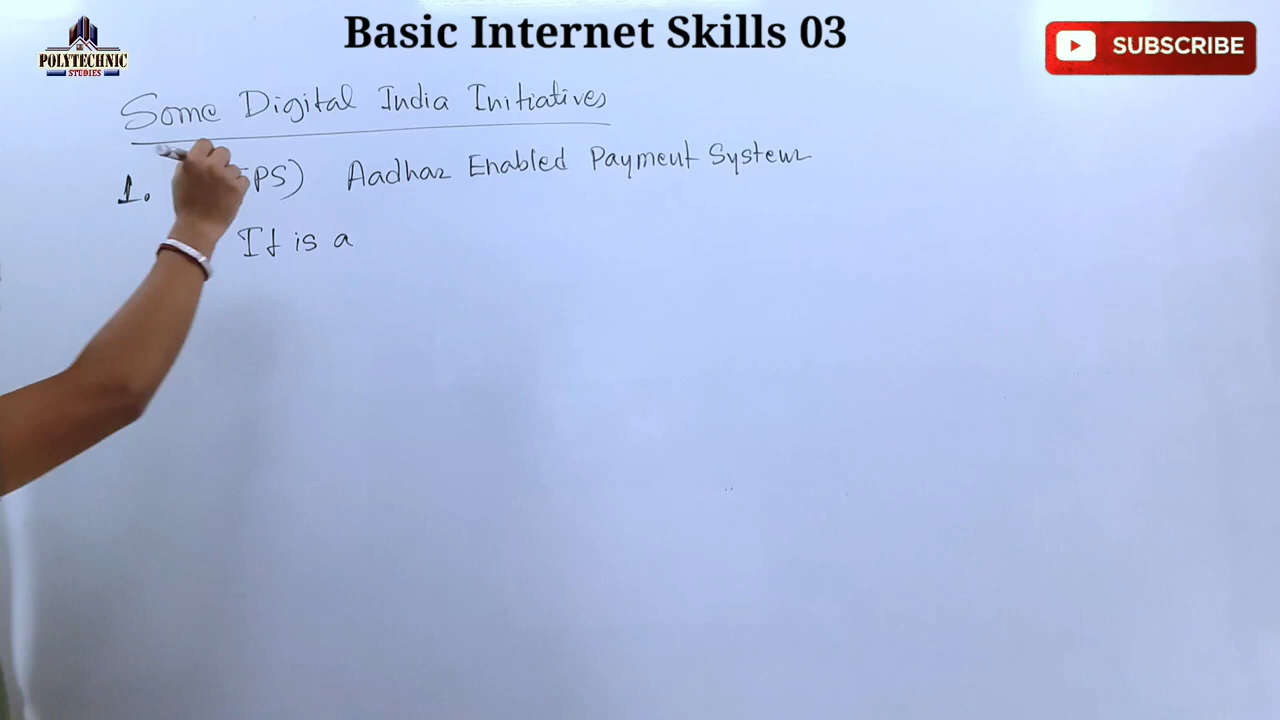 Basic Internet Skills 03
POLYTECHNIC
STUDIES
SUBSCRIBE
Some Digital India Initiatives
1. PS) Aadhar Enabled Payment System
It is a